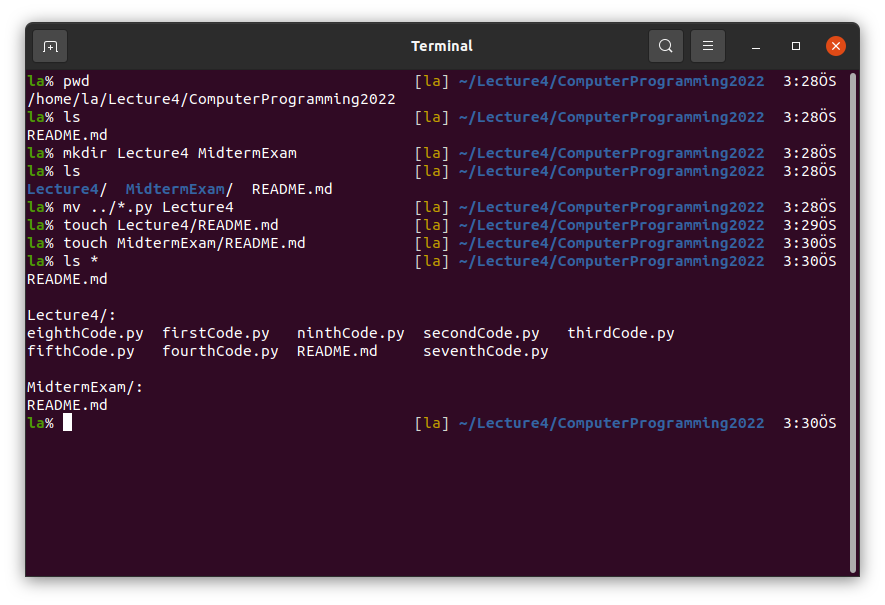 Terminal
la% pwd [la] ~/Lecture4/ComputerProgramming2022 3:28ÖS
/home/la/Lecture4/ComputerProgramming2022
la% ls [la] ~/Lecture4/ComputerProgramming2022 3:28ÖS
README.md
la% mkdir Lecture4 MidtermExam [la] ~/Lecture4/ComputerProgramming2022 3:28ÖS
la% ls [la] ~/Lecture4/ComputerProgramming2022 3:28ÖS
Lecture4/ MidtermExam/ README.md
la% mv ../*.py Lecture4 [la] ~/Lecture4/ComputerProgramming2022 3:28ÖS
la% touch Lecture4/README.md [la] ~/Lecture4/ComputerProgramming2022 3:29ÖS
la% touch MidtermExam/README.md [la] ~/Lecture4/ComputerProgramming2022 3:30ÖS
la% ls * [la] ~/Lecture4/ComputerProgramming2022 3:30ÖS
README.md
Lecture4/:
eighthCode.py firstCode.py ninthCode.py secondCode.py thirdCode.py
fifthCode.py fourthCode.py README.md seventhCode.py
MidtermExam/:
README.md
la% [la] ~/Lecture4/ComputerProgramming2022 3:30ÖS